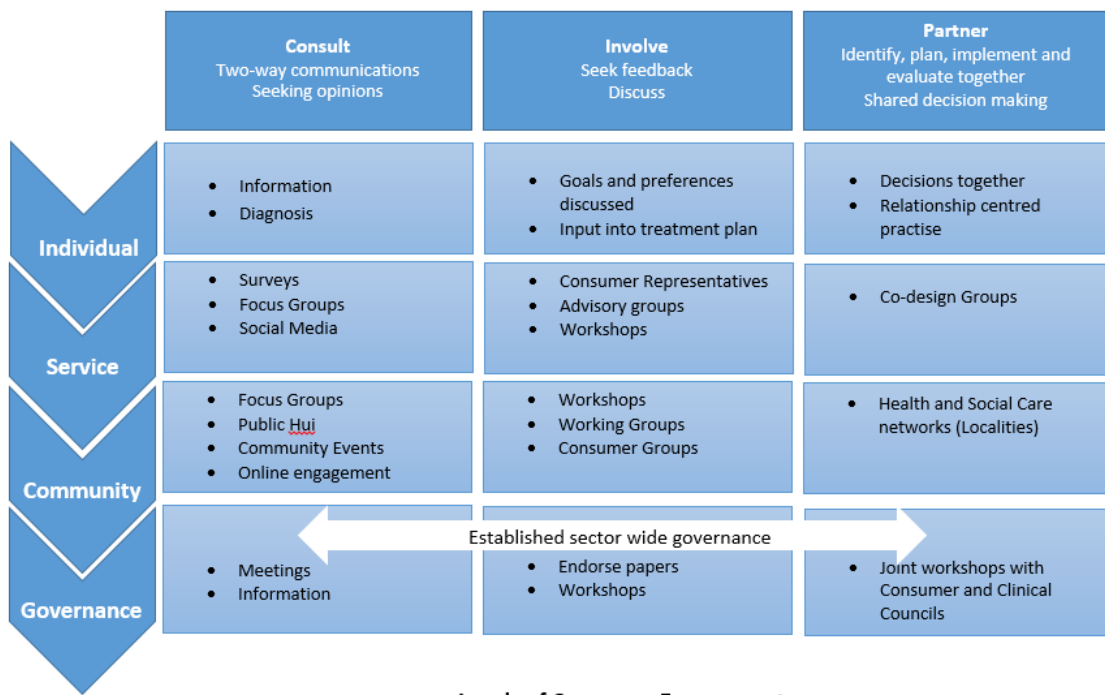 Consult
Two-way communications
Seeking opinions
Involve
Seek feedback
Discuss
Partner
Identify, plan, implement and
evaluate together
Shared decision making
Individual
• Information
• Diagnosis
• Goals and preferences
discussed
• Input into treatment plan
• Decisions together
• Relationship centred
practise
Service
• Surveys
• Focus Groups
• Social Media
• Consumer Representatives
• Advisory groups
• Workshops
• Co-design Groups
Community
• Focus Groups
• Public Hui
• Community Events
• Online engagement
• Workshops
• Working Groups
• Consumer Groups
• Health and Social Care
networks (Localities)
Established sector wide governance
Governance
• Meetings
• Information
• Endorse papers
• Workshops
• Joint workshops with
Consumer and Clinical
Councils